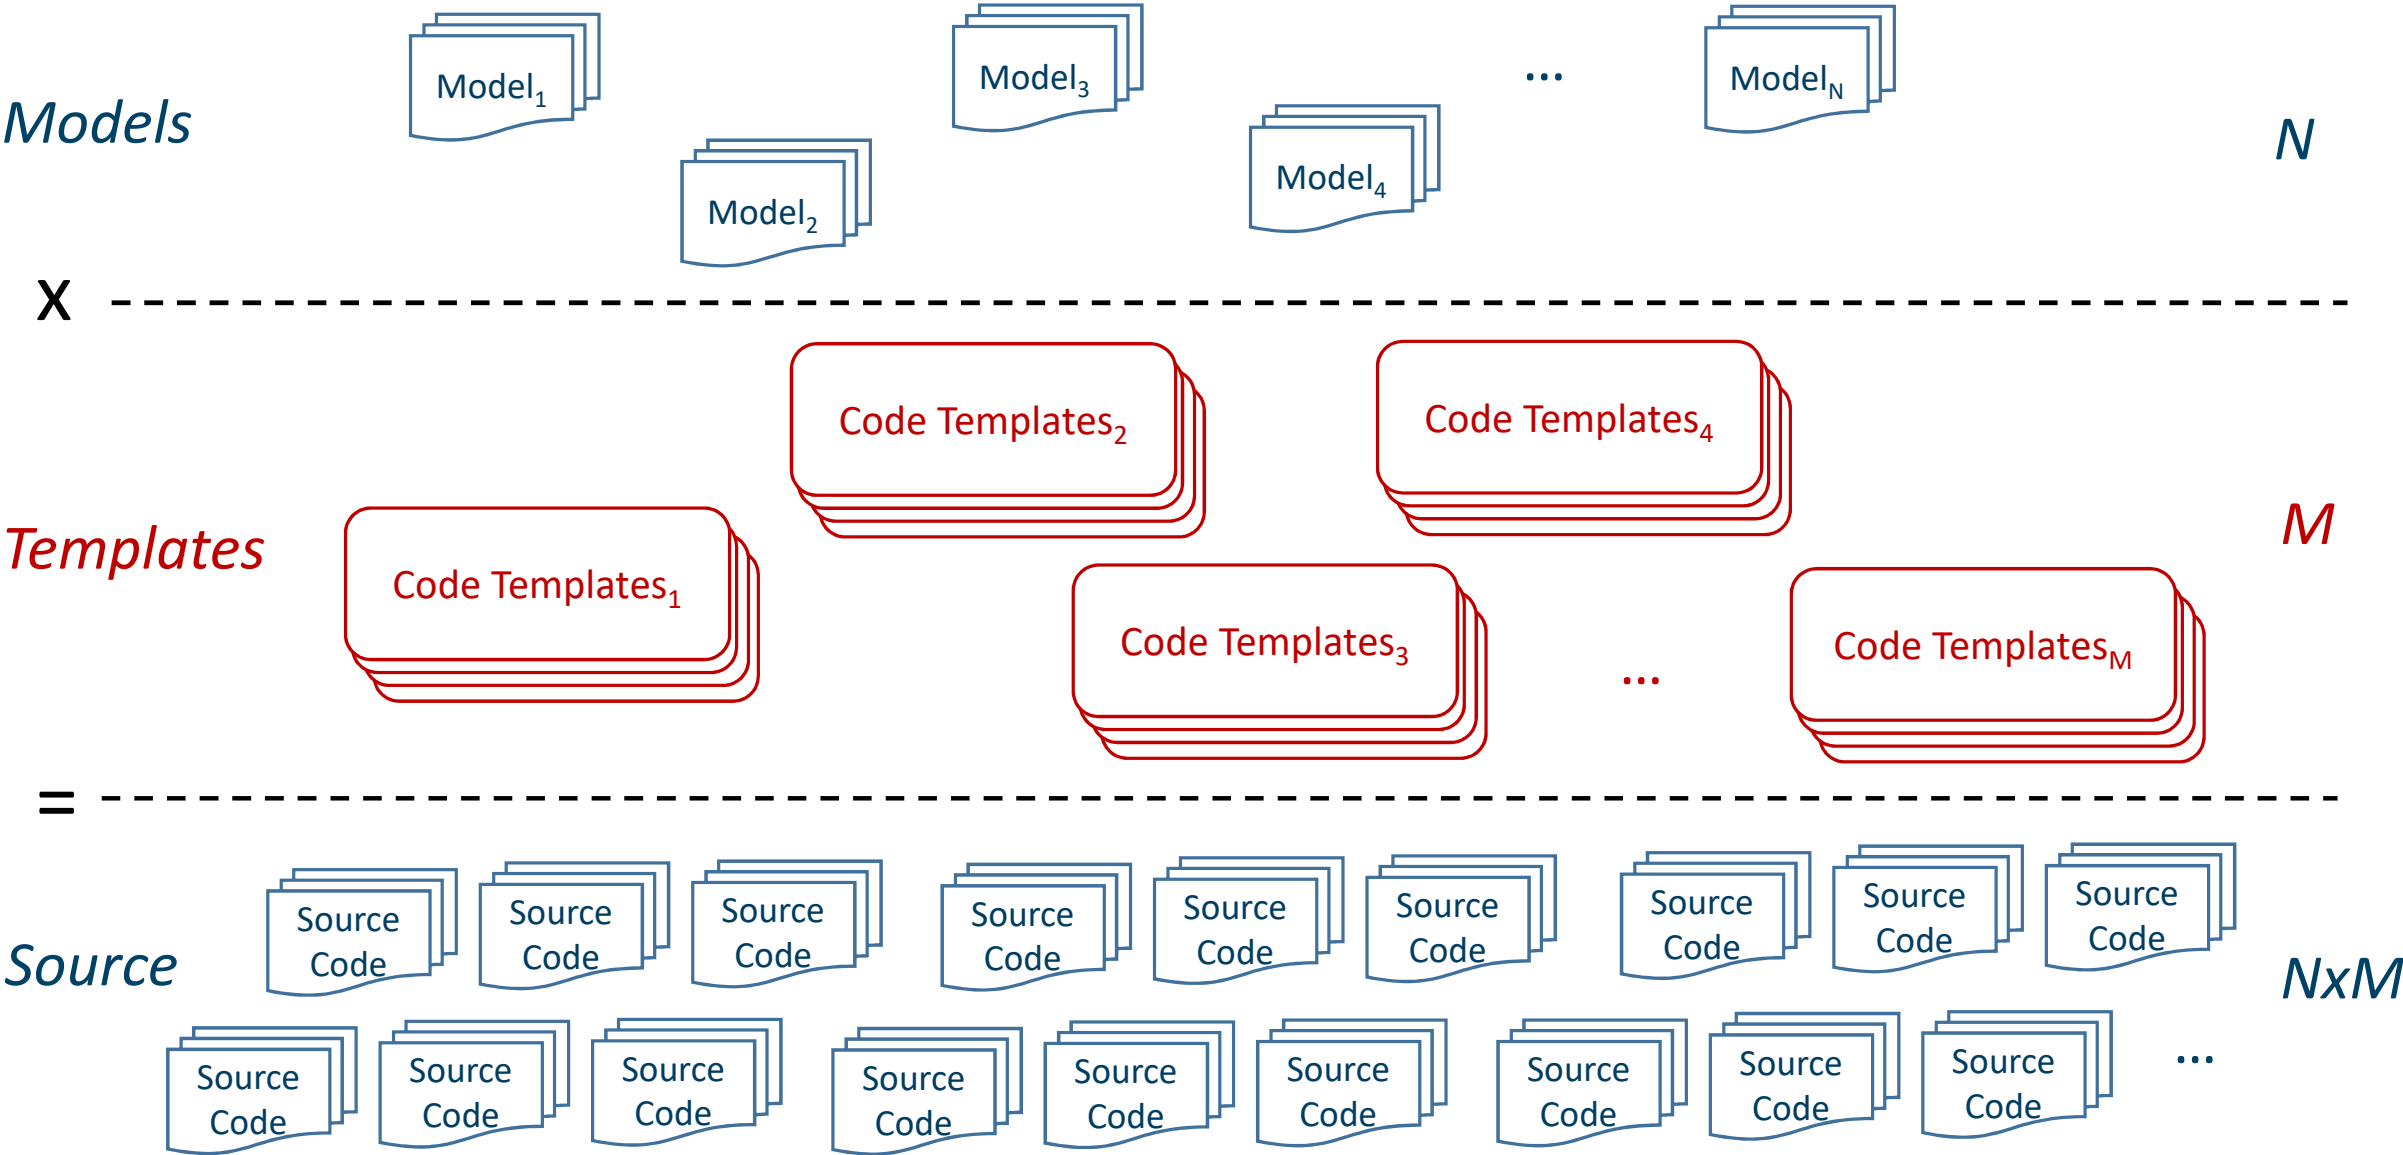 Models
Model₁
Model₂
Model₃
Model₄
...
Model_N
N
x
Templates
Code Templates₁
Code Templates₂
Code Templates₃
Code Templates₄
...
Code Templates_M
M
=
Source
Source
Code
Source
Code
Source
Code
Source
Code
Source
Code
Source
Code
Source
Code
Source
Code
Source
Code
Source
Code
Source
Code
Source
Code
Source
Code
Source
Code
Source
Code
Source
Code
Source
Code
Source
Code
...
NxM